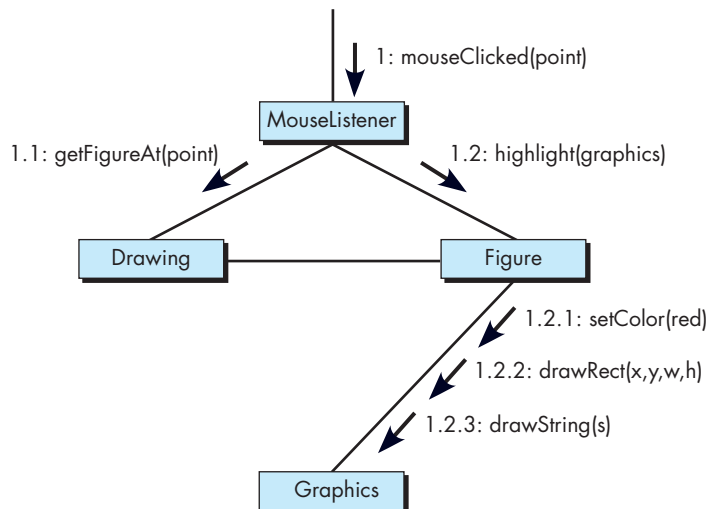 1: mouseClicked(point)
MouseListener
1.1: getFigureAt(point)
1.2: highlight(graphics)
Drawing
Figure
1.2.1: setColor(red)
1.2.2: drawRect(x,y,w,h)
1.2.3: drawString(s)
Graphics